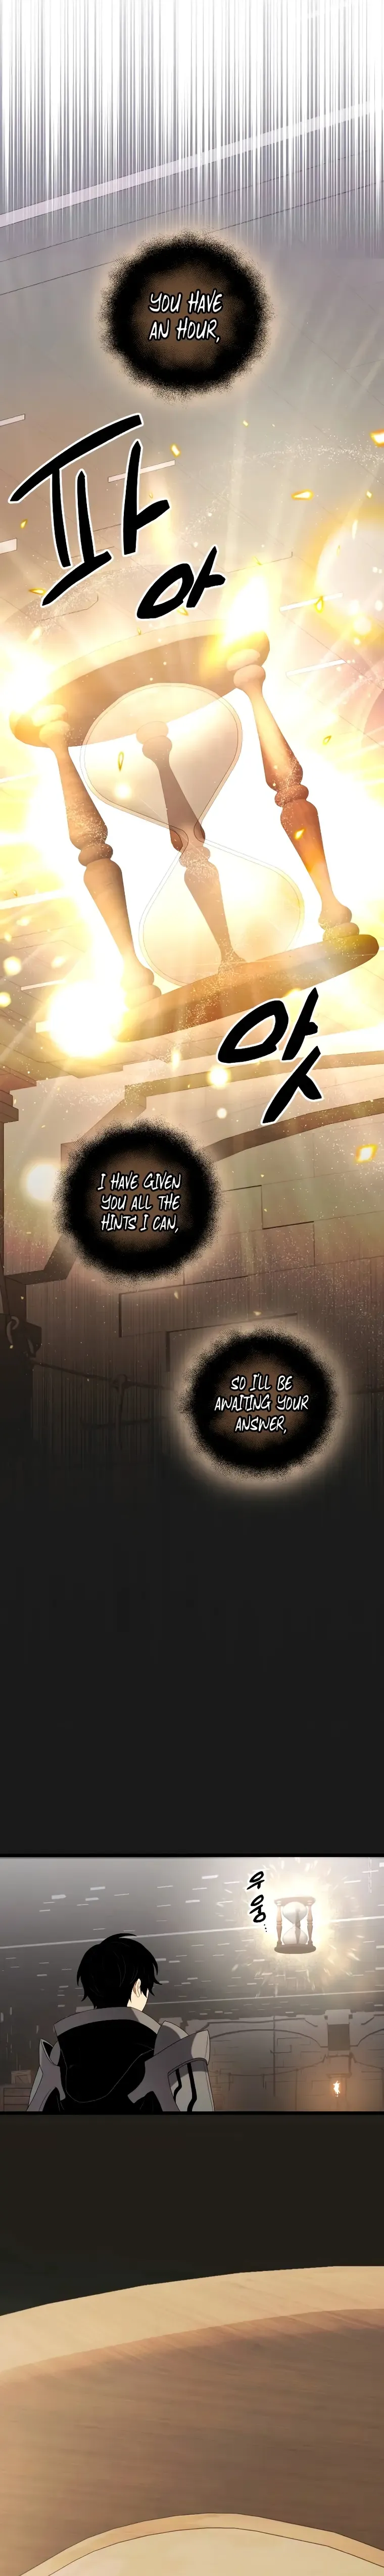 YOU HAVE
AN HOUR,
파
아
앗
I HAVE GIVEN
YOU ALL THE
HINTS I CAN,
SO I'LL BE
AWAITING YOUR
ANSWER,
우
웅...